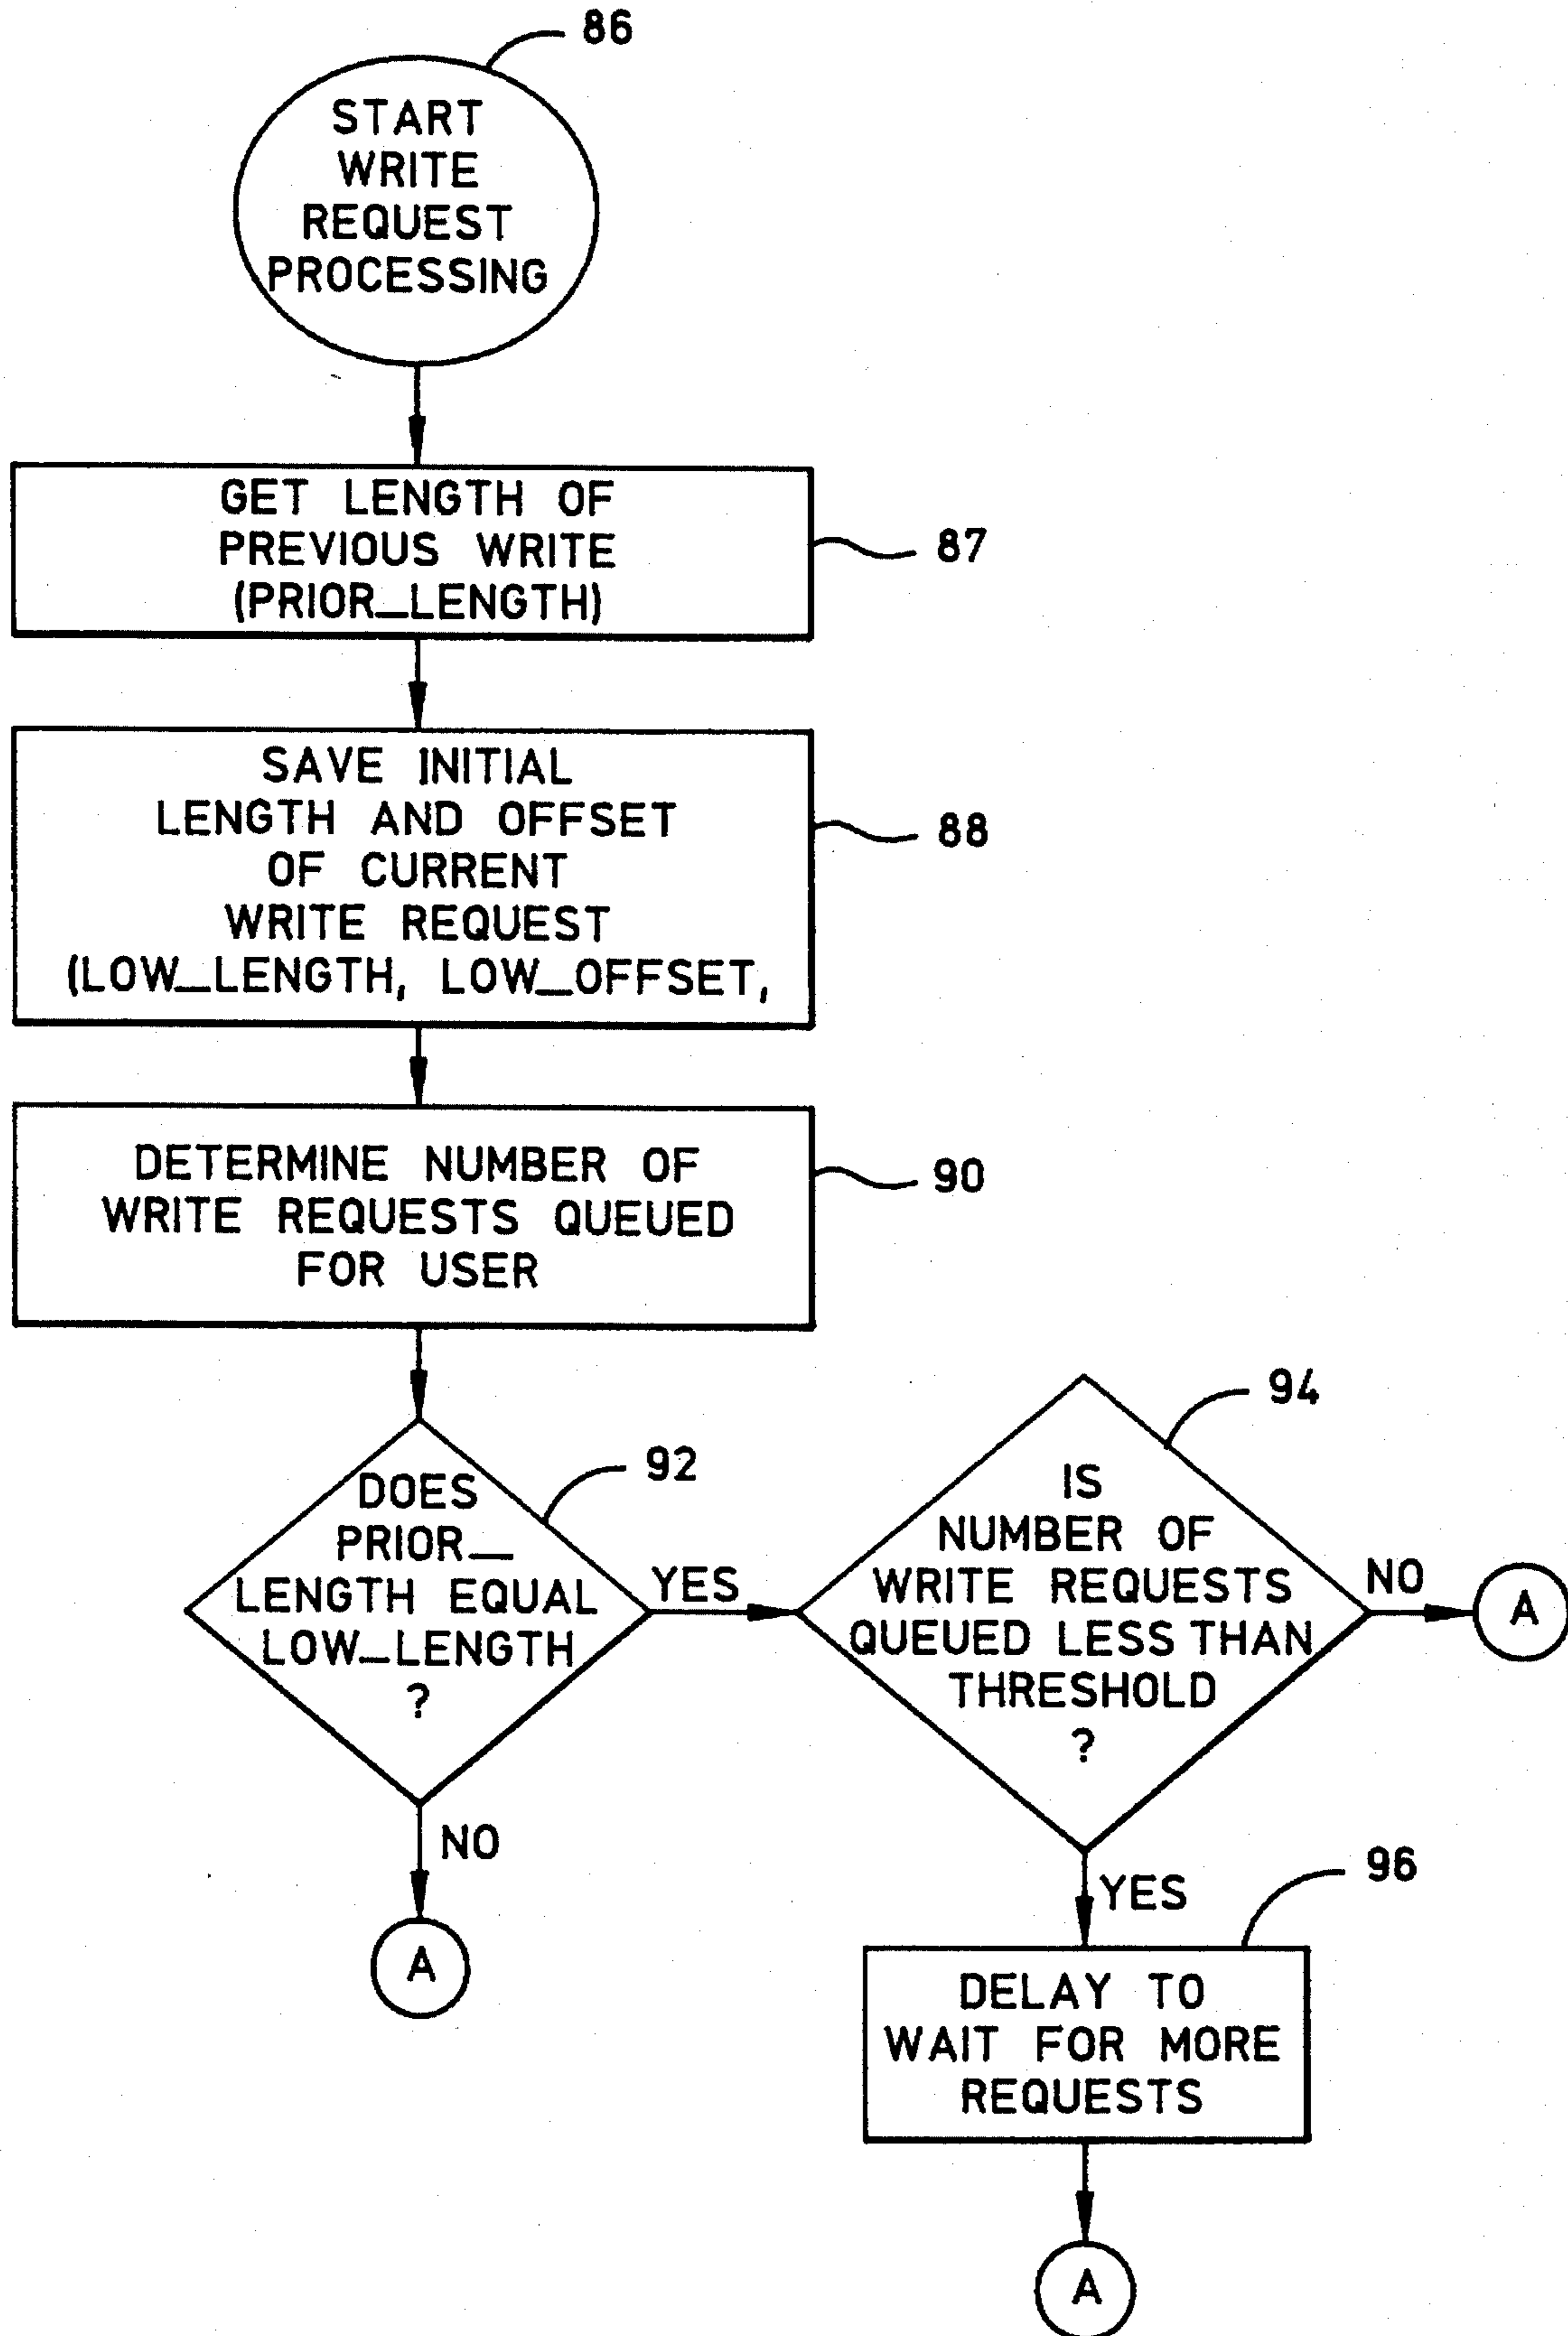 86
START
WRITE
REQUEST
PROCESSING
GET LENGTH OF
PREVIOUS WRITE
(PRIOR_LENGTH)
87
SAVE INITIAL
LENGTH AND OFFSET
OF CURRENT
WRITE REQUEST
(LOW_LENGTH, LOW_OFFSET,
88
DETERMINE NUMBER OF
WRITE REQUESTS QUEUED
FOR USER
90
DOES
PRIOR_
LENGTH EQUAL
LOW_LENGTH
?
92
YES
NO
A
IS
NUMBER OF
WRITE REQUESTS
QUEUED LESS THAN
THRESHOLD
?
94
NO
A
YES
DELAY TO
WAIT FOR MORE
REQUESTS
96
A